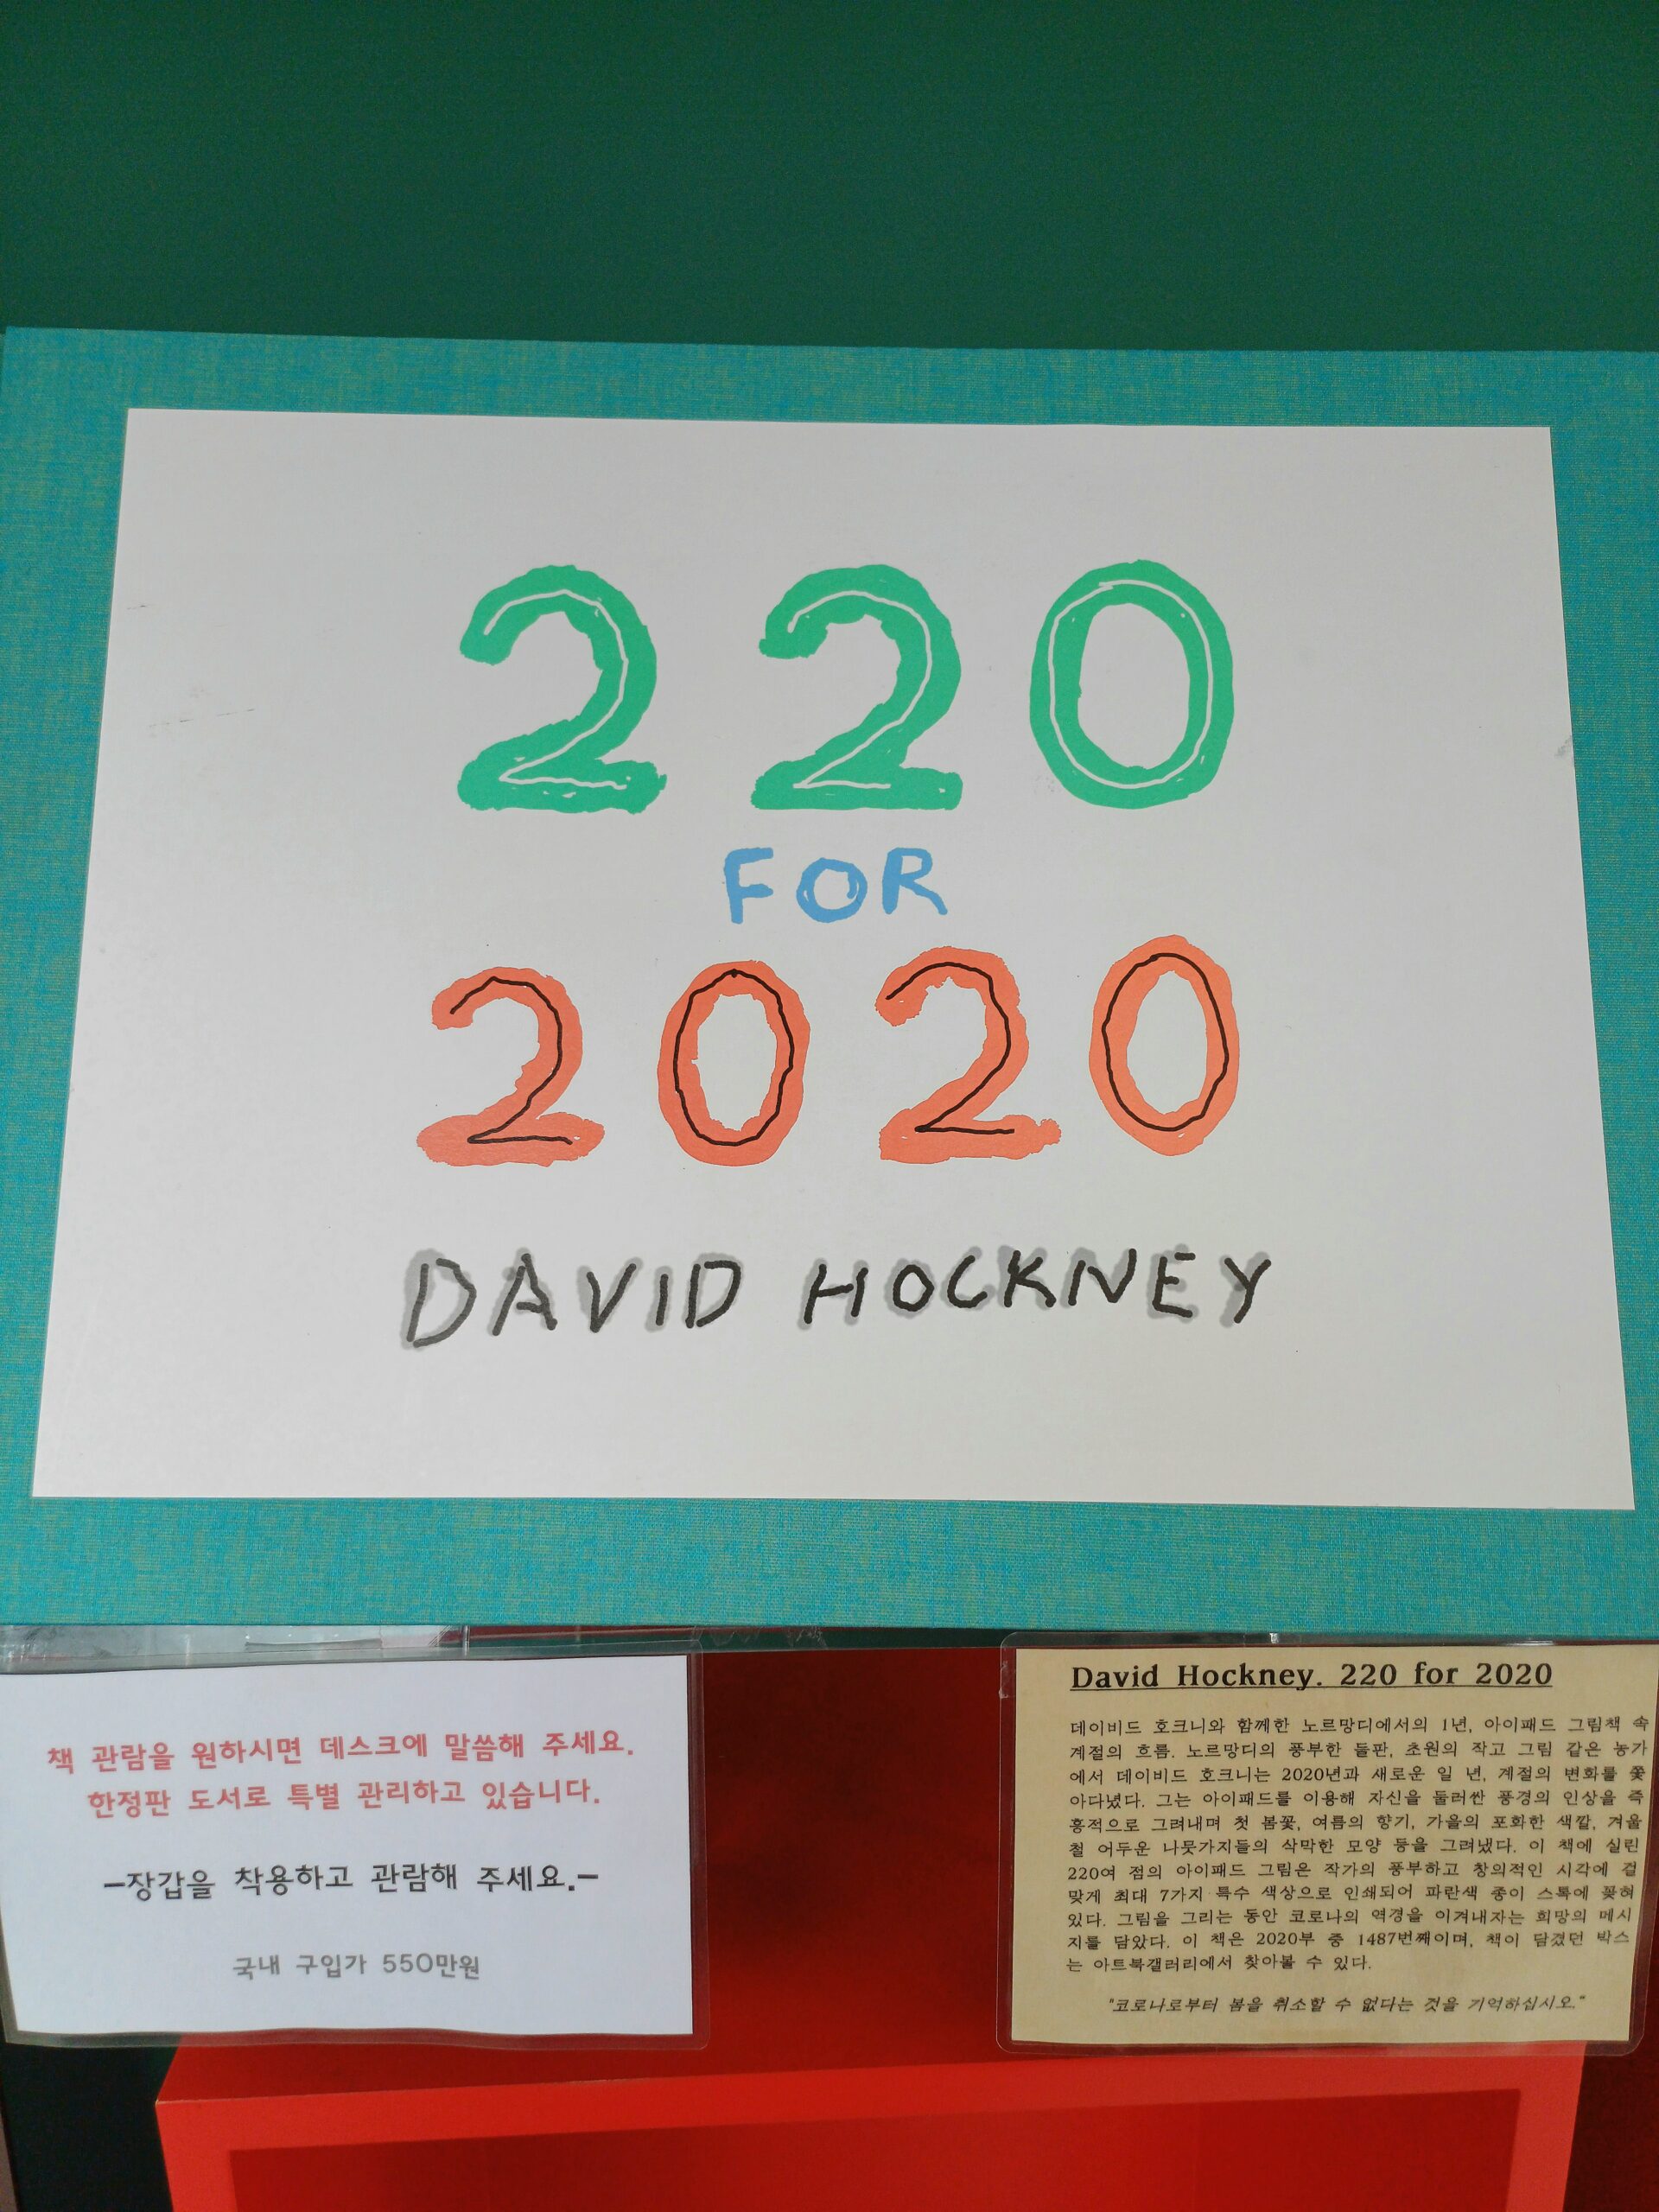 220
FOR
2020
DAVID HOCKNEY
책 관람을 원하시면 데스크에 말씀해 주세요.
한정판 도서로 특별 관리하고 있습니다.
-장갑을 착용하고 관람해 주세요.-
국내 구입가 550만원
David Hockney. 220 for 2020
데이비드 호크니와 함께한 노르망디에서의 1년, 아이패드 그림책 속
계절의 흐름. 노르망디의 풍부한 들판, 초원의 작고 그림 같은 농가
에서 데이비드 호크니는 2020년과 새로운 일 년, 계절의 변화를 쫓
아다녔다. 그는 아이패드를 이용해 자신을 둘러싼 풍경의 인상을 즉
흥적으로 그려내며 첫 봄꽃, 여름의 향기, 가을의 포화한 색깔, 겨울
철 어두운 나뭇가지들의 삭막한 모양 등을 그려냈다. 이 책에 실린
220여 점의 아이패드 그림은 작가의 풍부하고 창의적인 시각에 걸
맞게 최대 7가지 특수 색상으로 인쇄되어 파란색 종이 스톡에 꽂혀
있다. 그림을 그리는 동안 코로나의 역경을 이겨내자는 희망의 메시
지를 담았다. 이 책은 2020부 중 1487번째이며, 책이 담겼던 박스
는 아트북갤러리에서 찾아볼 수 있다.
"코로나로부터 봄을 취소할 수 없다는 것을 기억하십시오."